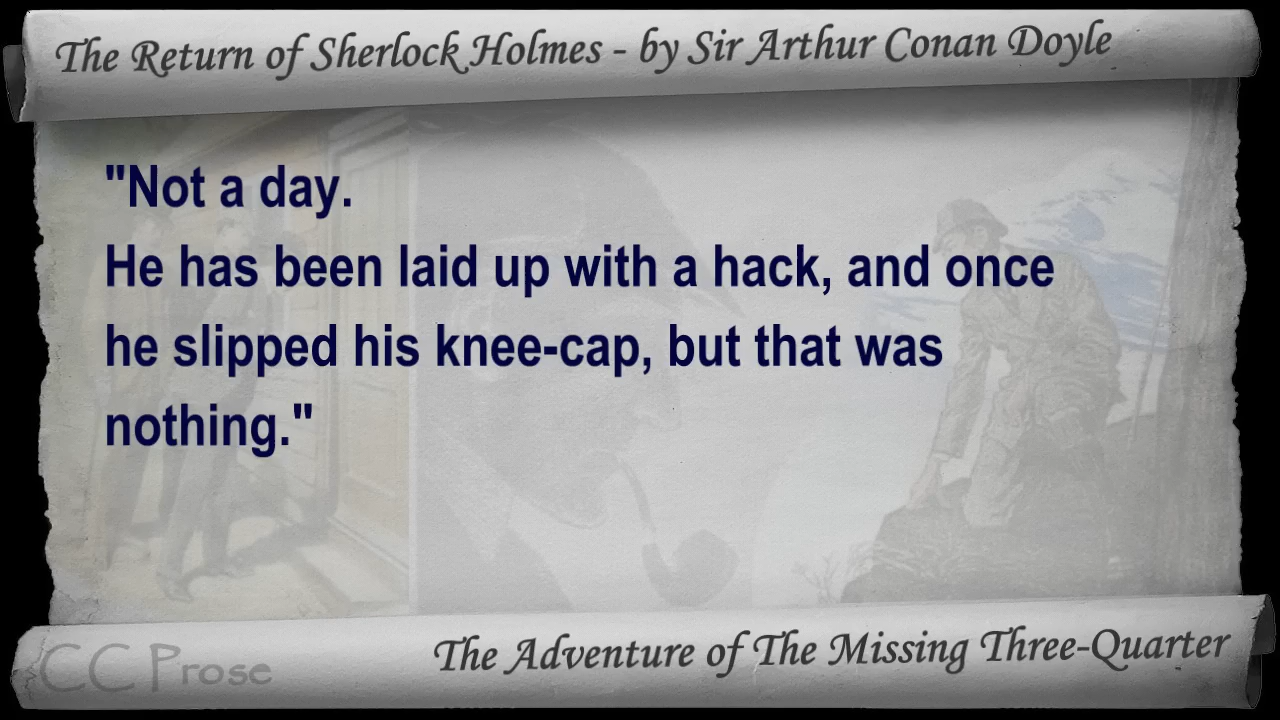 The Return of Sherlock Holmes - by Sir Arthur Conan Doyle
"Not a day.
He has been laid up with a hack, and once
he slipped his knee-cap, but that was
nothing."
CC Prose
The Adventure of The Missing Three-Quarter